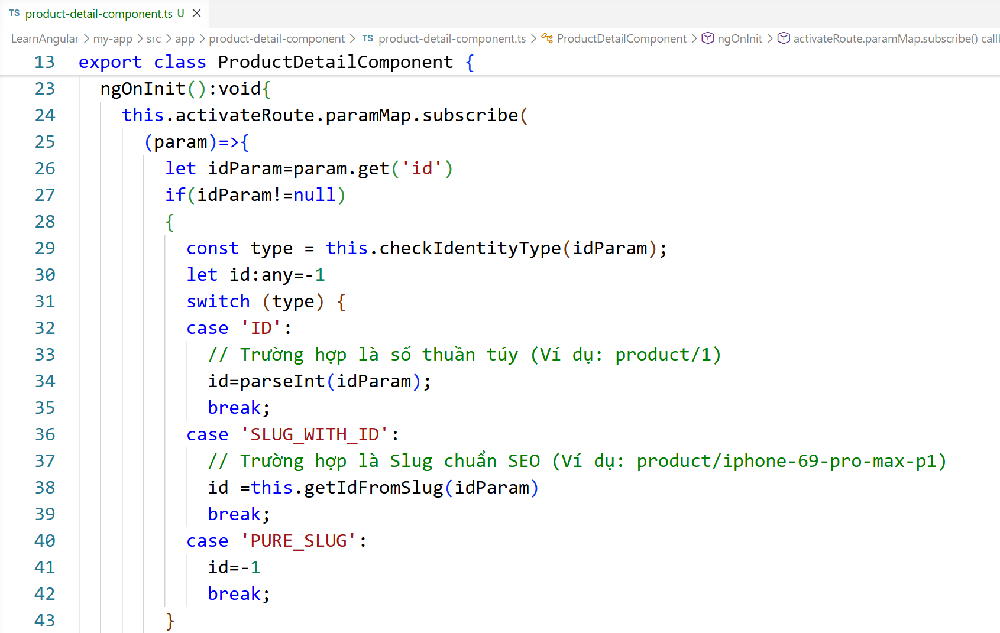 TS product-detail-component.ts U ×
LearnAngular > my-app > src > app > product-detail-component > TS product-detail-component.ts > ProductDetailComponent > ngOnInit > activateRoute.paramMap.subscribe() call
13 export class ProductDetailComponent {
23 ngOnInit():void{
24 this.activateRoute.paramMap.subscribe(
25 (param)=>{
26 let idParam=param.get('id')
27 if(idParam!=null)
28 {
29 const type = this.checkIdentityType(idParam);
30 let id:any=-1
31 switch (type) {
32 case 'ID':
33 // Trường hợp là số thuần túy (Ví dụ: product/1)
34 id=parseInt(idParam);
35 break;
36 case 'SLUG_WITH_ID':
37 // Trường hợp là Slug chuẩn SEO (Ví dụ: product/iphone-69-pro-max-p1)
38 id =this.getIdFromSlug(idParam)
39 break;
40 case 'PURE_SLUG':
41 id=-1
42 break;
43 }